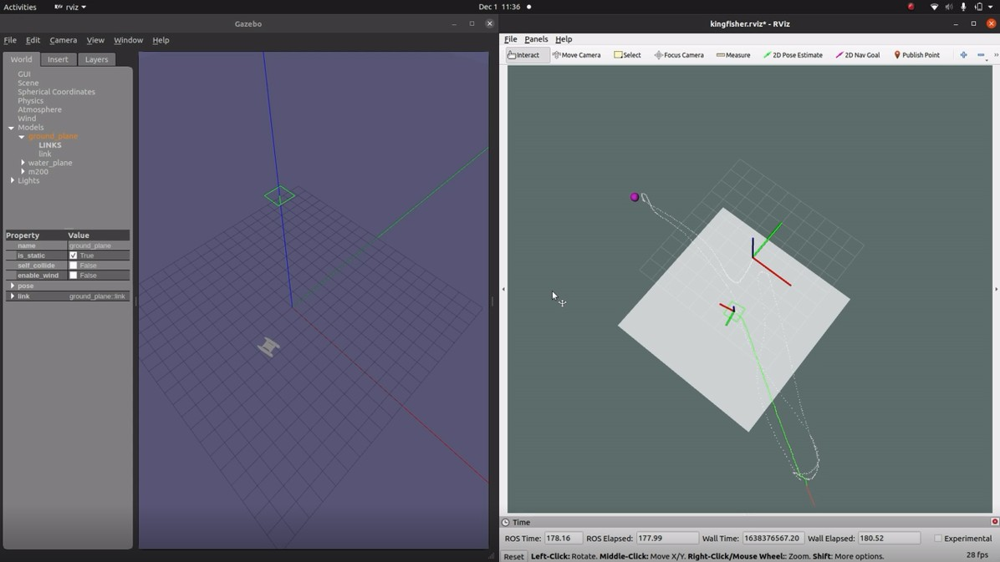 Activities rviz Dec 1 11:36
Gazebo
kingfisher.rviz* - RViz
File Edit Camera View Window Help
File Panels Help
World Insert Layers
Interact Move Camera Select Focus Camera Measure 2D Pose Estimate 2D Nav Goal Publish Point
GUI
Scene
Spherical Coordinates
Physics
Atmosphere
Wind
Models
ground_plane
LINKS
link
water_plane
m200
Lights
Property Value
name ground_plane
is_static True
self_collide False
enable_wind False
pose
link ground_plane::link
Time
ROS Time: 178.16 ROS Elapsed: 177.99 Wall Time: 1638376567.20 Wall Elapsed: 180.52 Experimental
Reset Left-Click: Rotate. Middle-Click: Move X/Y. Right-Click/Mouse Wheel:: Zoom. Shift: More options. 28 fps